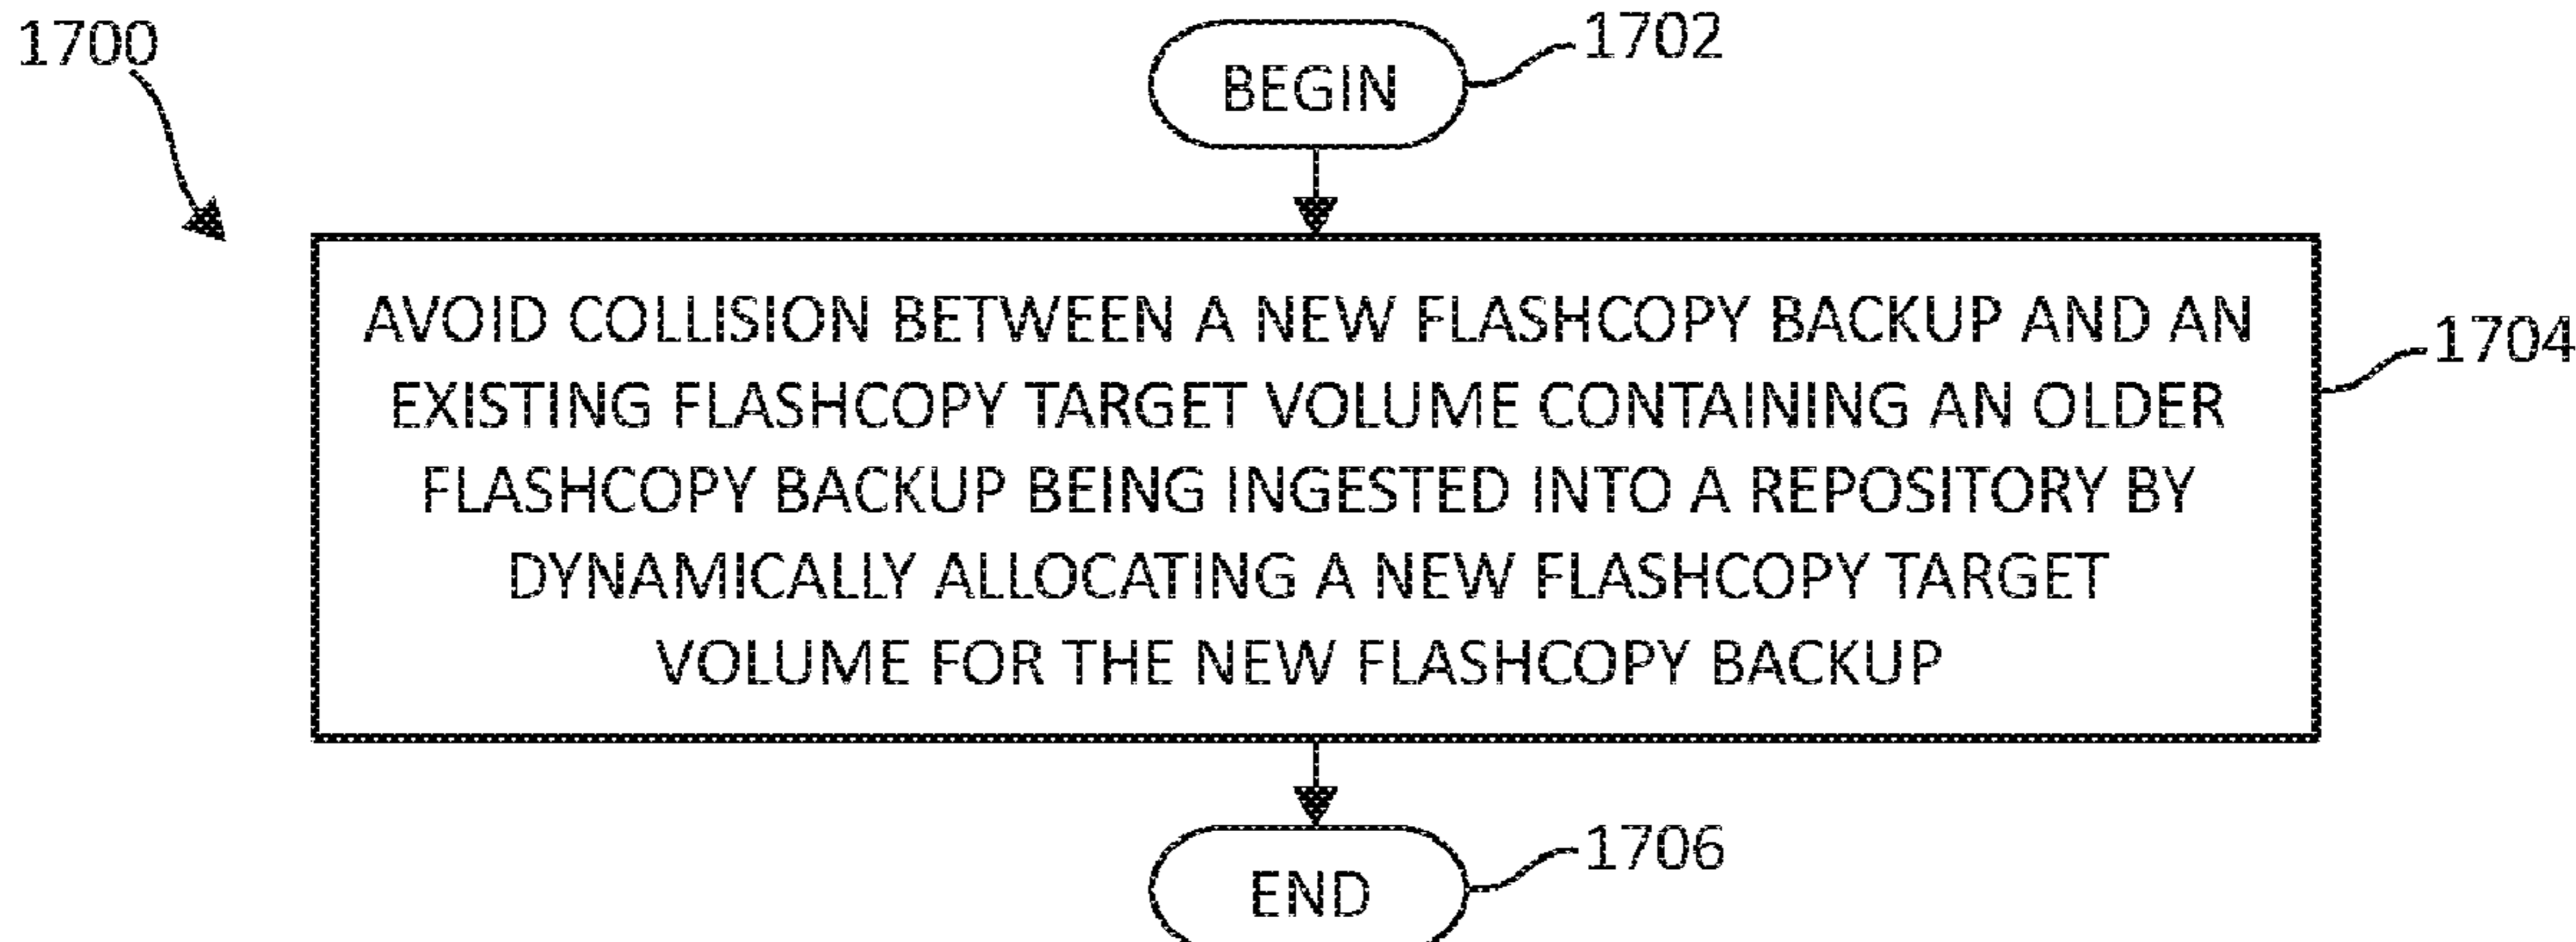 1700
BEGIN
1702
AVOID COLLISION BETWEEN A NEW FLASHCOPY BACKUP AND AN
EXISTING FLASHCOPY TARGET VOLUME CONTAINING AN OLDER
FLASHCOPY BACKUP BEING INGESTED INTO A REPOSITORY BY
DYNAMICALLY ALLOCATING A NEW FLASHCOPY TARGET
VOLUME FOR THE NEW FLASHCOPY BACKUP
1704
END
1706